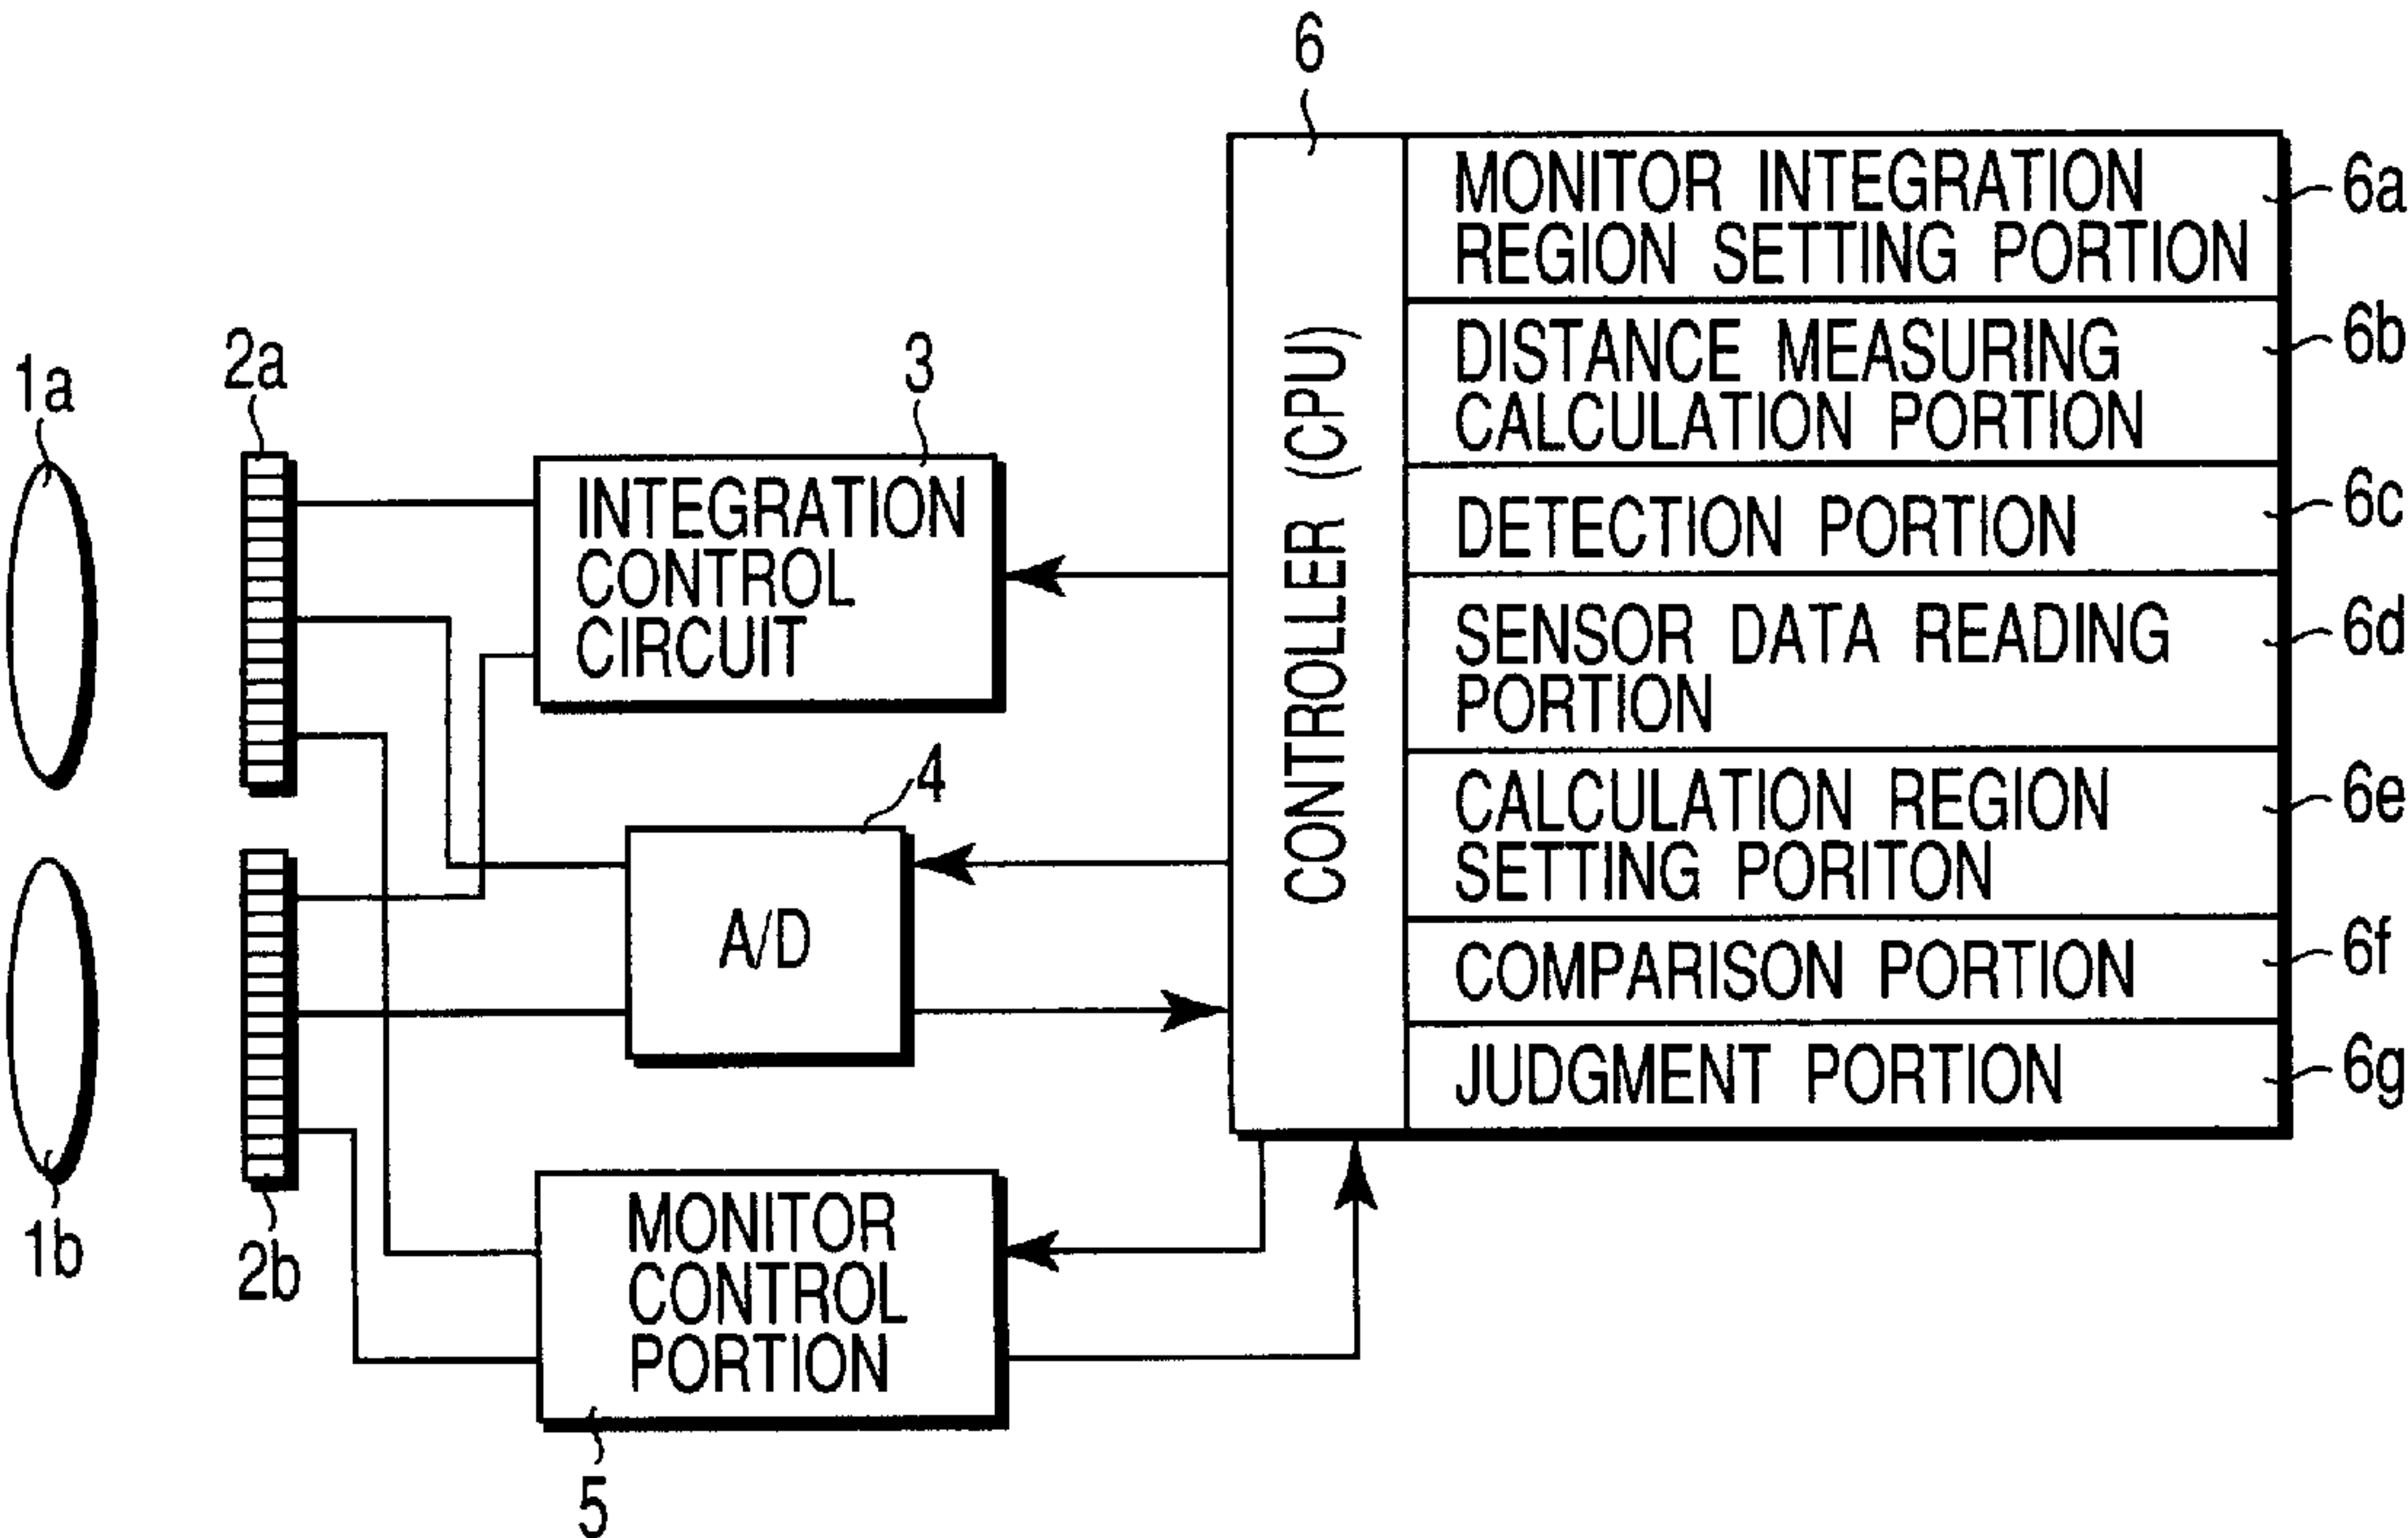 6
MONITOR INTEGRATION
REGION SETTING PORTION
6a
DISTANCE MEASURING
CALCULATION PORTION
6b
DETECTION PORTION
6c
SENSOR DATA READING
PORTION
6d
CALCULATION REGION
SETTING PORITON
6e
COMPARISON PORTION
6f
JUDGMENT PORTION
6g
CONTROLLER (CPU)
1a
2a
3
INTEGRATION
CONTROL
CIRCUIT
4
A/D
1b
2b
MONITOR
CONTROL
PORTION
5